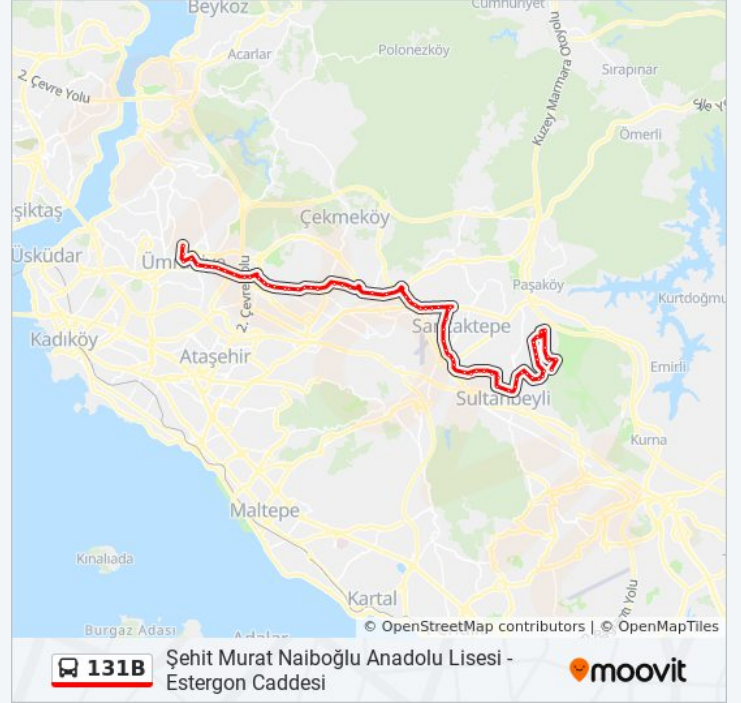 Beykoz
Cumhuriyet
Acarlar
Polonezköy
2. Çevre Yolu
Sırapınar
Kuzey Marmara Otoyolu
Ömerli
şiktaş
Çekmeköy
Üsküdar
2. Çevre Yolu
Paşaköy
Kurtdoğmu
Sancaktepe
Kadıköy
Ataşehir
Emirli
Sultanbeyli
Kurna
Maltepe
Kınalıada
Kartal
Burgaz Adası
Adalar
© OpenStreetMap contributors | © OpenMapTiles
131B
Şehit Murat Naiboğlu Anadolu Lisesi -
Estergon Caddesi
moovit